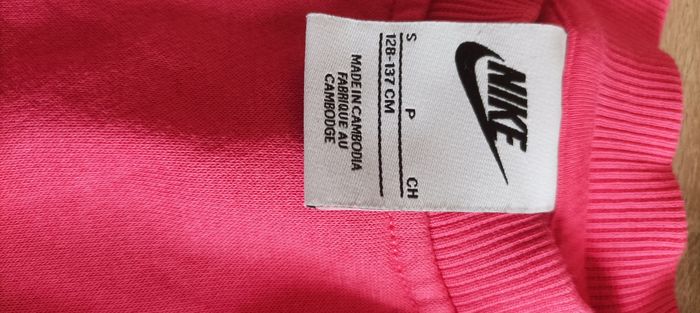 NIKE
S P CH
128-137 CM
MADE IN CAMBODIA
FABRIQUE AU
CAMBODGE